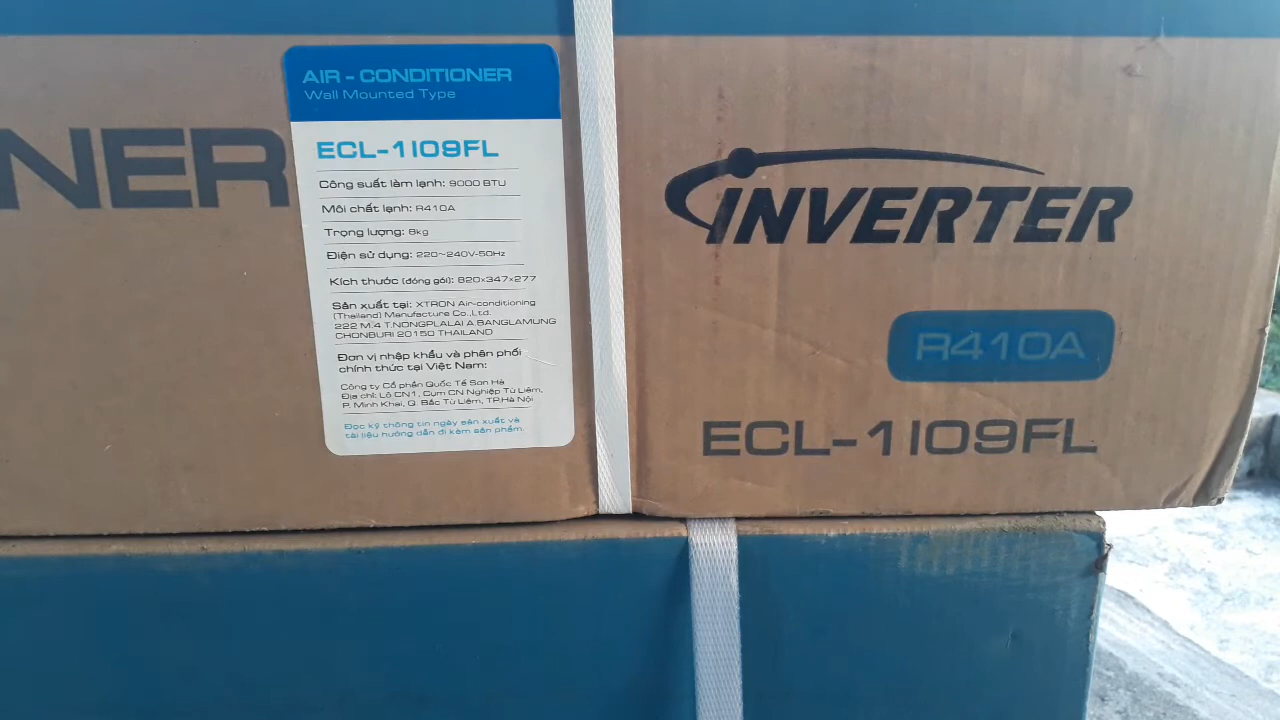 NER
AIR - CONDITIONER
Wall Mounted Type
ECL-1I09FL
Công suất làm lạnh: 9000 BTU
Môi chất lạnh: R410A
Trọng lượng: 8kg
Điện sử dụng: 220~240V-50Hz
Kích thước (đóng gói): 820x347x277
Sản xuất tại: XTRON Air-conditioning
(Thailand) Manufacture Co.,Ltd.
222 M.4 T.NONGPLALAI A.BANGLAMUNG
CHONBURI 20150 THAILAND
Đơn vị nhập khẩu và phân phối
chính thức tại Việt Nam:
Công ty Cổ phần Quốc Tế Sơn Hà
Địa chỉ: Lô CN1, Cụm CN Nghiệp Từ Liêm,
P. Minh Khai, Q. Bắc Từ Liêm, TP.Hà Nội
Đọc kỹ thông tin ngày sản xuất và
tài liệu hướng dẫn đi kèm sản phẩm.
INVERTER
R410A
ECL-1I09FL